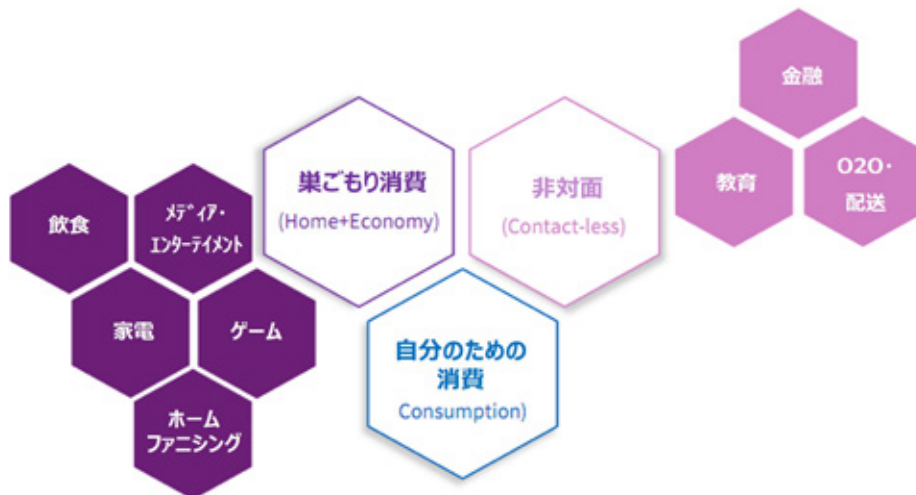 飲食
メディア・
エンターテイメント
家電
ゲーム
ホーム
ファニシング
巣ごもり消費
(Home+Economy)
非対面
(Contact-less)
自分のための
消費
Consumption)
金融
教育
O2O・
配送